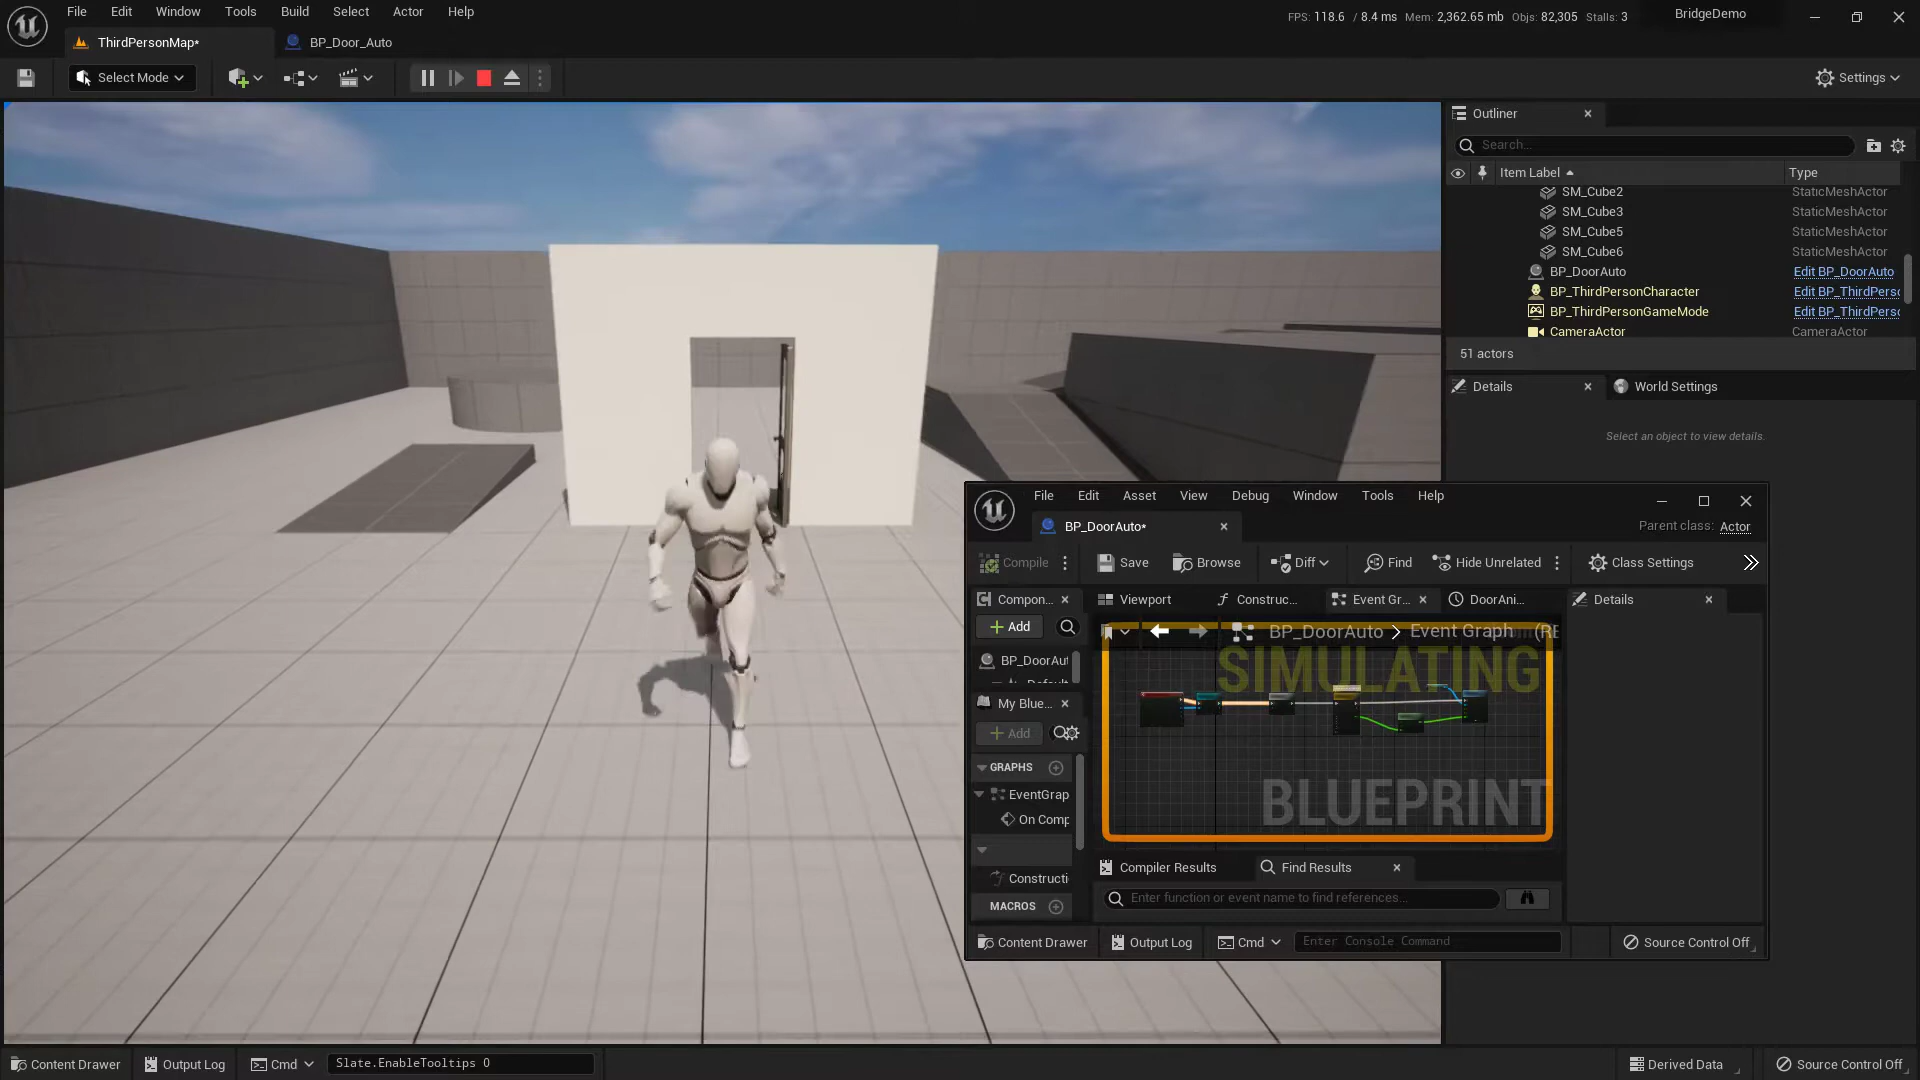 File Edit Window Tools Build Select Actor Help
FPS: 118.6 / 8.4 ms Mem: 2,362.65 mb Objs: 82,305 Stalls: 3
BridgeDemo
ThirdPersonMap*
BP_Door_Auto
Select Mode
Settings
Outliner
Search...
Item Label
Type
SM_Cube2 StaticMeshActor
SM_Cube3 StaticMeshActor
SM_Cube5 StaticMeshActor
SM_Cube6 StaticMeshActor
BP_DoorAuto Edit BP_DoorAuto
BP_ThirdPersonCharacter Edit BP_ThirdPerso
BP_ThirdPersonGameMode Edit BP_ThirdPerso
CameraActor CameraActor
51 actors
Details
World Settings
Select an object to view details.
File Edit Asset View Debug Window Tools Help
BP_DoorAuto*
Parent class: Actor
Compile Save Browse Diff Find Hide Unrelated Class Settings
Compon... Viewport Construc... Event Gr... DoorAni... Details
Add
BP_DoorAuto > Event Graph (RE
BP_DoorAut
SIMULATING
My Blue...
Add
GRAPHS
EventGrap
On Comp
BLUEPRINT
Constructi
MACROS
Compiler Results
Find Results
Enter function or event name to find references...
Content Drawer Output Log Cmd Enter Console Command Source Control Off
Content Drawer Output Log Cmd Slate.EnableTooltips 0 Derived Data Source Control Off